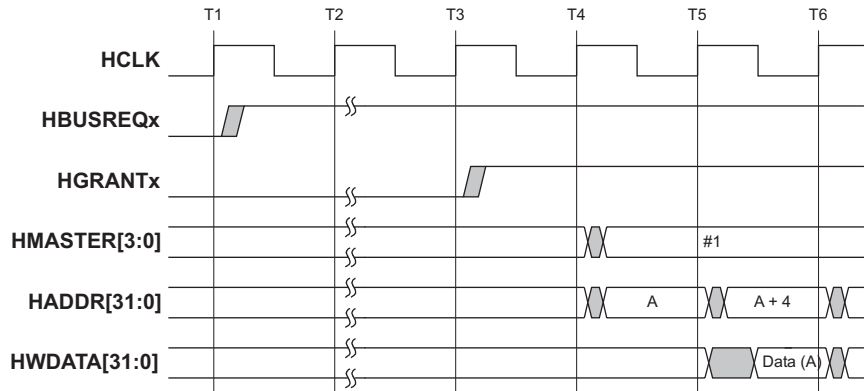 T1 T2 T3 T4 T5 T6
HCLK
HBUSREQx
HGRANTx
HMASTER[3:0] #1
HADDR[31:0] A A + 4
HWDATA[31:0] Data (A)